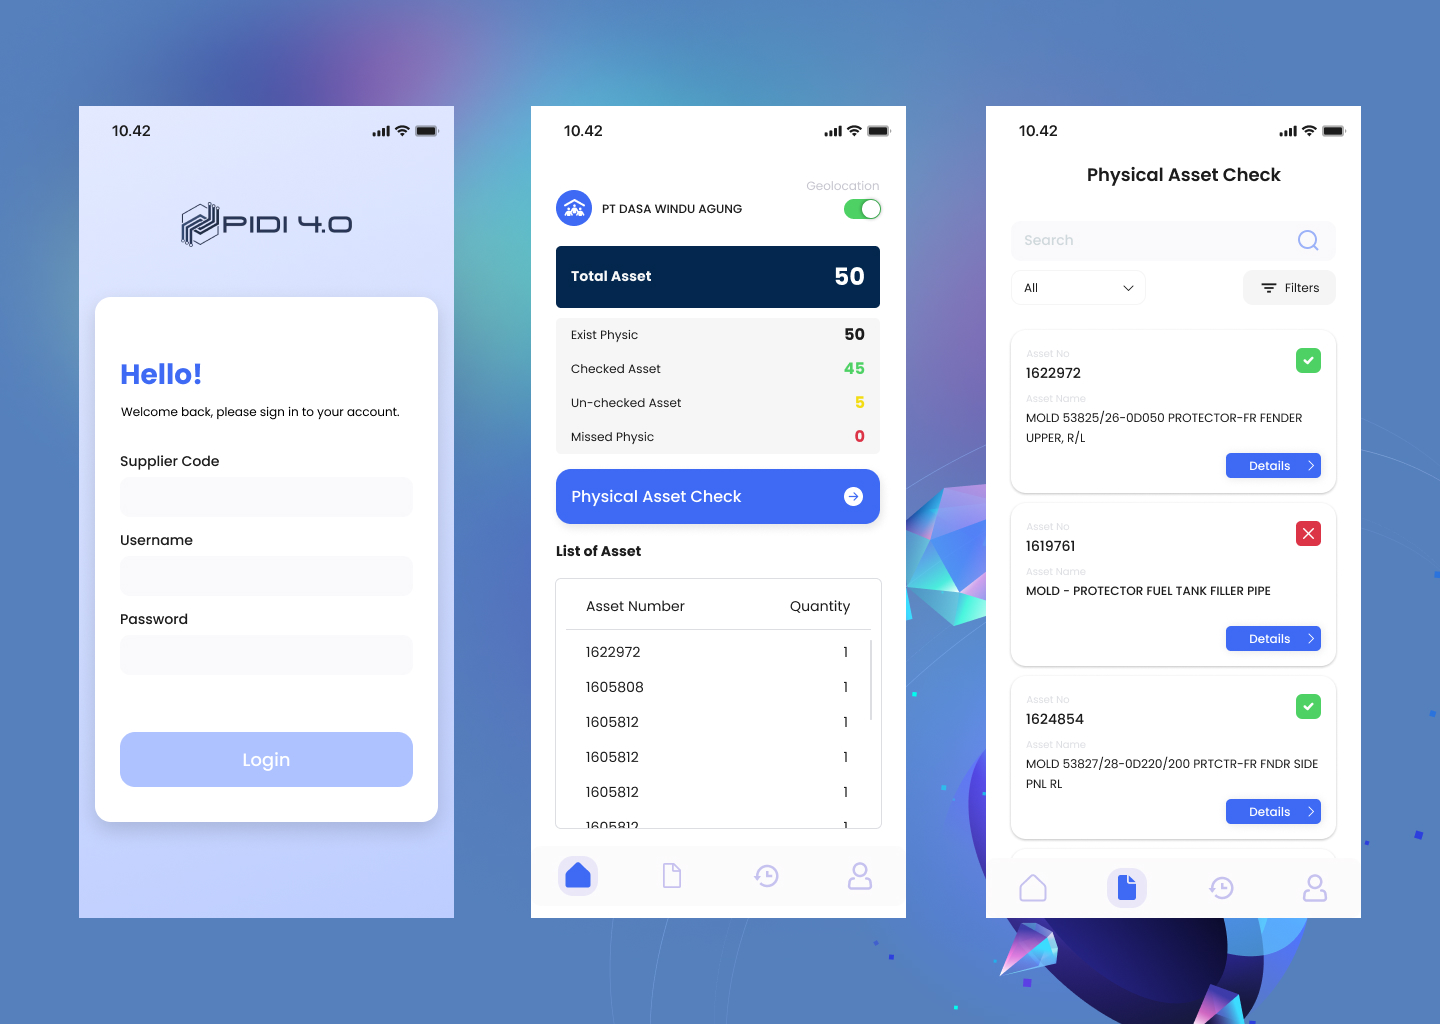 10.42
PIDI 4.0
Hello!
Welcome back, please sign in to your account.
Supplier Code
Username
Password
Login
10.42
Geolocation
PT DASA WINDU AGUNG
Total Asset 50
Exist Physic 50
Checked Asset 45
Un-checked Asset 5
Missed Physic 0
Physical Asset Check
List of Asset
Asset Number Quantity
1622972 1
1605808 1
1605812 1
1605812 1
1605812 1
1605812 1
10.42
Physical Asset Check
Search
All
Filters
Asset No
1622972
Asset Name
MOLD 53825/26-0D050 PROTECTOR-FR FENDER
UPPER, R/L
Details
Asset No
1619761
Asset Name
MOLD - PROTECTOR FUEL TANK FILLER PIPE
Details
Asset No
1624854
Asset Name
MOLD 53827/28-0D220/200 PRTCTR-FR FNDR SIDE
PNL RL
Details